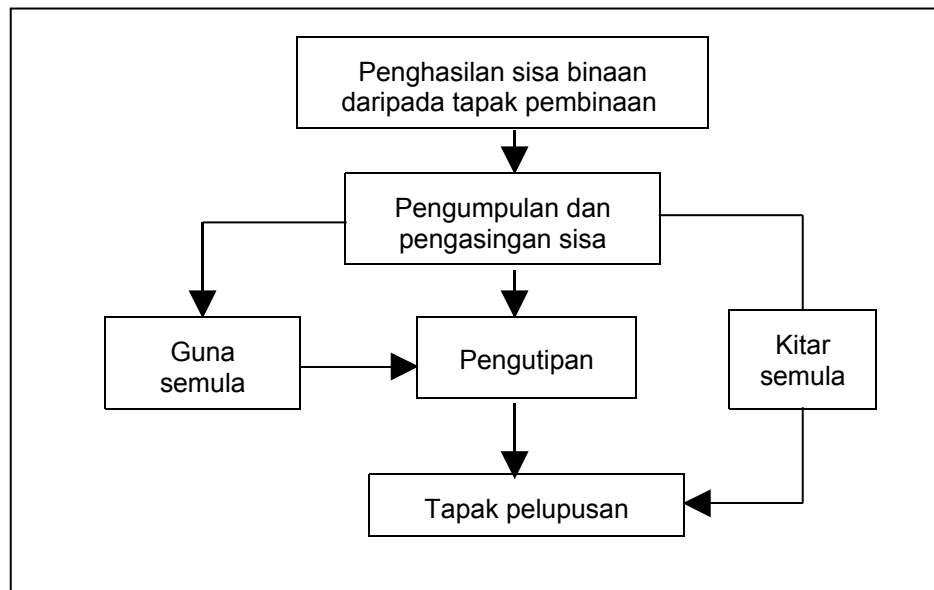 Penghasilan sisa binaan
daripada tapak pembinaan
Pengumpulan dan
pengasingan sisa
Guna
semula
Pengutipan
Kitar
semula
Tapak pelupusan